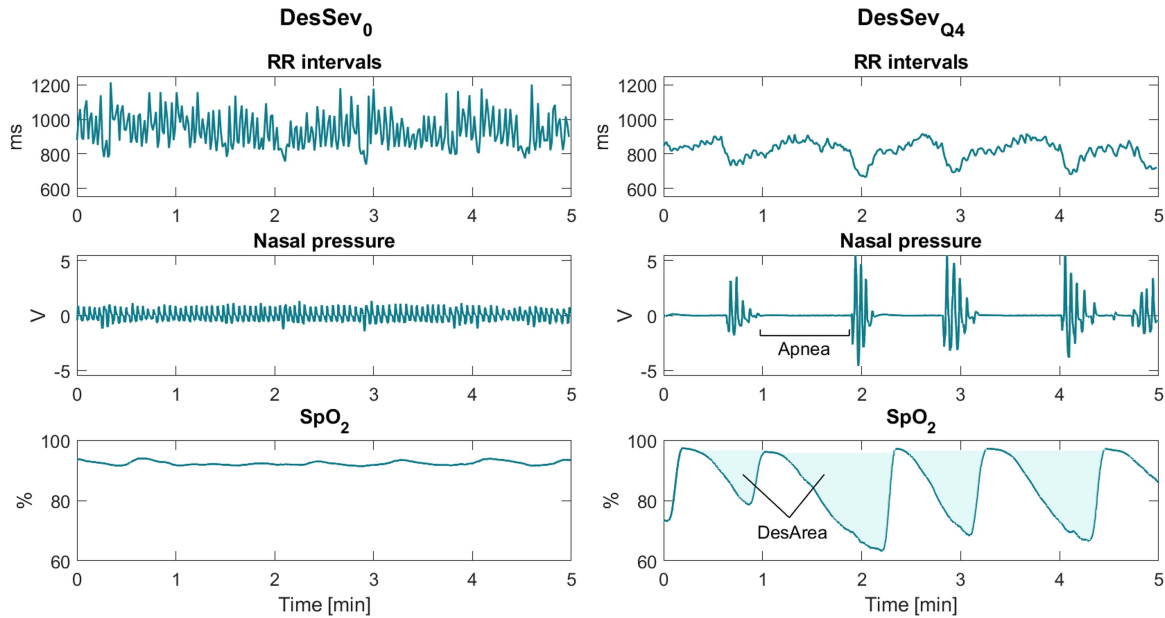 DesSev0
RR intervals
1200
1000
800
600
ms
0 1 2 3 4 5
Nasal pressure
5
0
-5
V
0 1 2 3 4 5
SpO2
100
80
60
%
0 1 2 3 4 5
Time [min]
DesSevQ4
RR intervals
1200
1000
800
600
ms
0 1 2 3 4 5
Nasal pressure
5
0
-5
V
Apnea
0 1 2 3 4 5
SpO2
100
80
60
%
DesArea
0 1 2 3 4 5
Time [min]